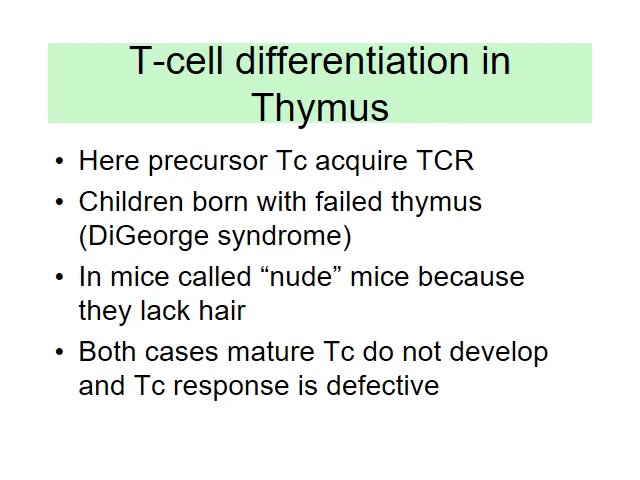 T-cell differentiation in
Thymus
• Here precursor Tc acquire TCR
• Children born with failed thymus
(DiGeorge syndrome)
• In mice called “nude” mice because
they lack hair
• Both cases mature Tc do not develop
and Tc response is defective